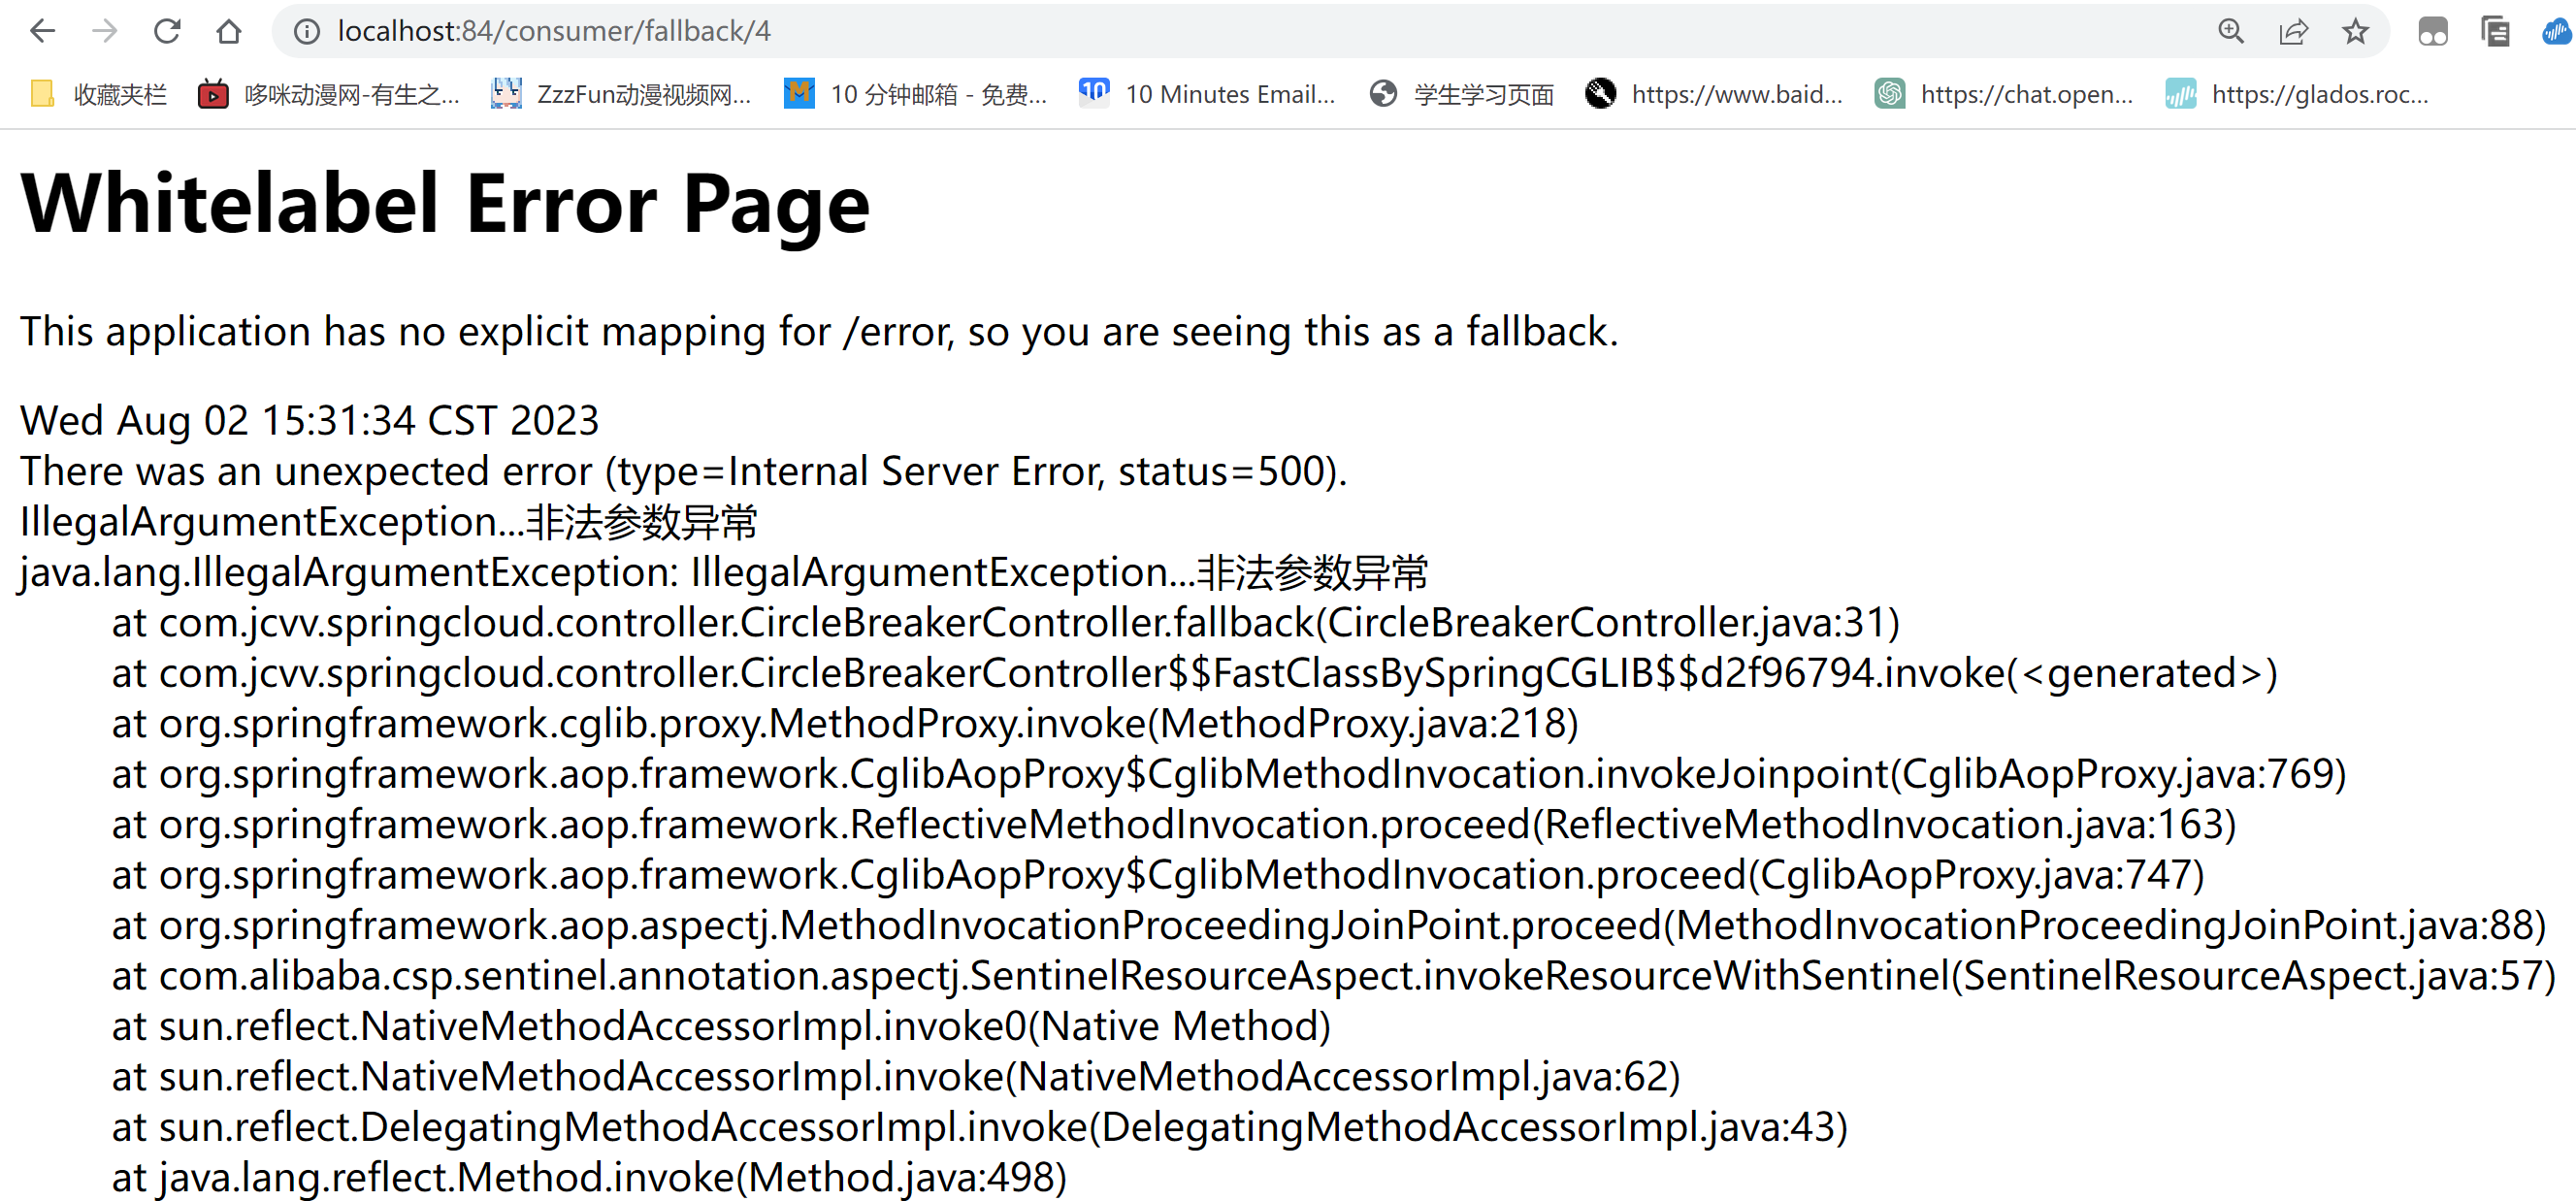 localhost:84/consumer/fallback/4
收藏夹栏 哆咪动漫网-有生之... ZzzFun动漫视频网... 10 分钟邮箱 - 免费... 10 Minutes Email... 学生学习页面 https://www.baid... https://chat.open... https://glados.roc...
Whitelabel Error Page
This application has no explicit mapping for /error, so you are seeing this as a fallback.
Wed Aug 02 15:31:34 CST 2023
There was an unexpected error (type=Internal Server Error, status=500).
IllegalArgumentException...非法参数异常
java.lang.IllegalArgumentException: IllegalArgumentException...非法参数异常
at com.jcvv.springcloud.controller.CircleBreakerController.fallback(CircleBreakerController.java:31)
at com.jcvv.springcloud.controller.CircleBreakerController$$FastClassBySpringCGLIB$$d2f96794.invoke(<generated>)
at org.springframework.cglib.proxy.MethodProxy.invoke(MethodProxy.java:218)
at org.springframework.aop.framework.CglibAopProxy$CglibMethodInvocation.invokeJoinpoint(CglibAopProxy.java:769)
at org.springframework.aop.framework.ReflectiveMethodInvocation.proceed(ReflectiveMethodInvocation.java:163)
at org.springframework.aop.framework.CglibAopProxy$CglibMethodInvocation.proceed(CglibAopProxy.java:747)
at org.springframework.aop.aspectj.MethodInvocationProceedingJoinPoint.proceed(MethodInvocationProceedingJoinPoint.java:88)
at com.alibaba.csp.sentinel.annotation.aspectj.SentinelResourceAspect.invokeResourceWithSentinel(SentinelResourceAspect.java:57)
at sun.reflect.NativeMethodAccessorImpl.invoke0(Native Method)
at sun.reflect.NativeMethodAccessorImpl.invoke(NativeMethodAccessorImpl.java:62)
at sun.reflect.DelegatingMethodAccessorImpl.invoke(DelegatingMethodAccessorImpl.java:43)
at java.lang.reflect.Method.invoke(Method.java:498)